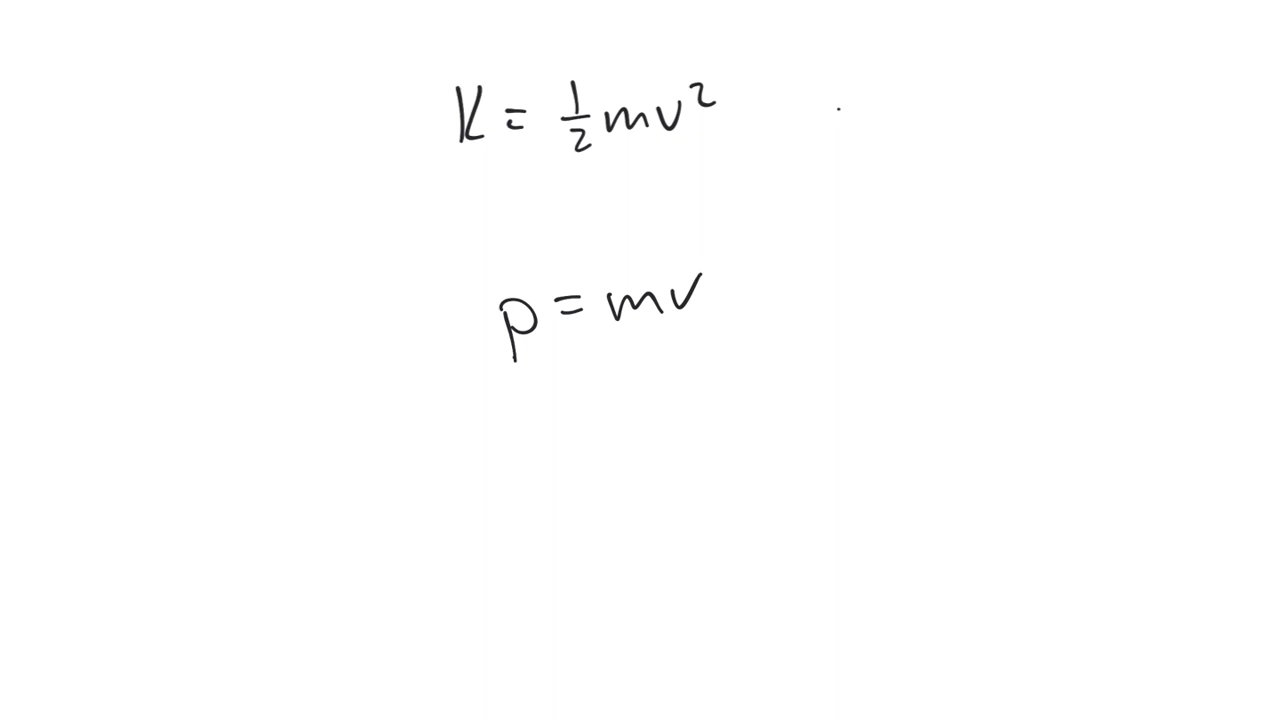 K = ½mv²
p = mv